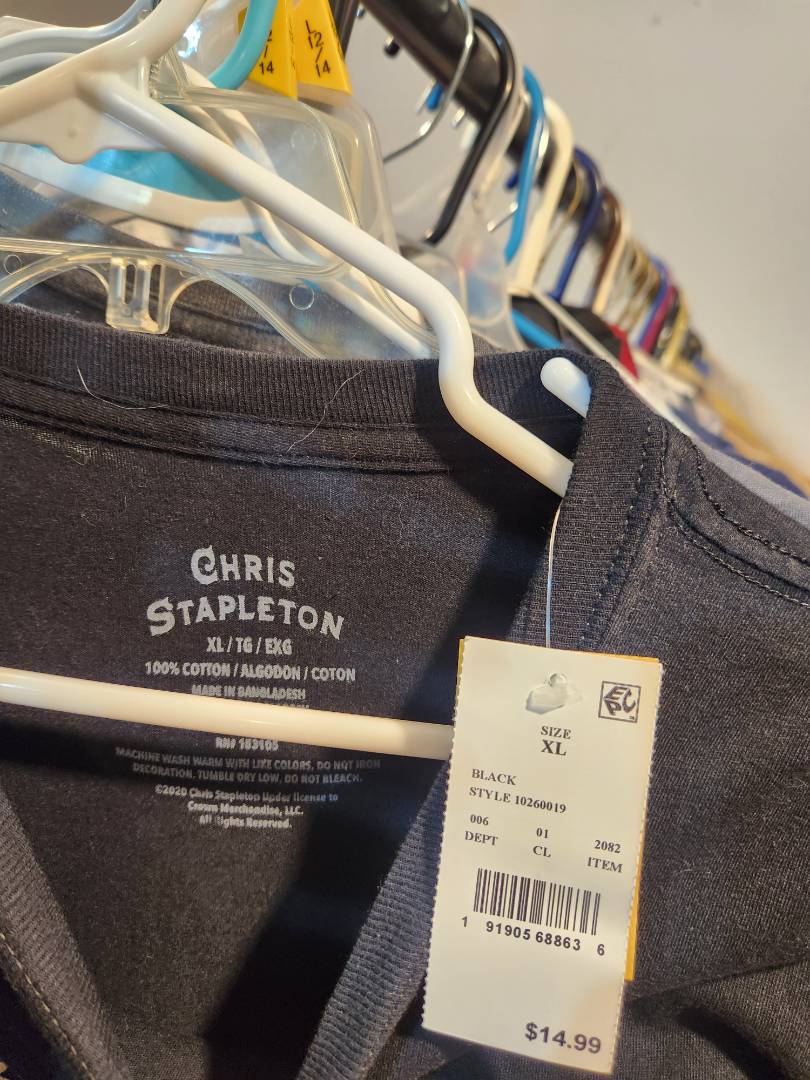 L
12
/
14
/
14
CHRIS
STAPLETON
XL / TG / EXG
100% COTTON / ALGODON / COTON
MADE IN BANGLADESH
RN# 183105
MACHINE WASH WARM WITH LIKE COLORS, DO NOT IRON
DECORATION. TUMBLE DRY LOW. DO NOT BLEACH.
©2020 Chris Stapleton Under license to
Crown Merchandise, LLC.
All Rights Reserved.
EPC
SIZE
XL
BLACK
STYLE 10260019
006 01 2082
DEPT CL ITEM
1 91905 68863 6
$14.99